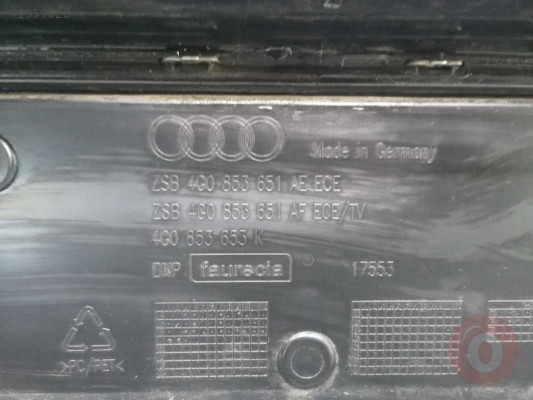 Made in Germany
ZSB 4G0 853 651 AE ECE
ZSB 4G0 853 651 AF ECE/TV
4G0 853 653 K
DMP faurecia 17553
>PC/PET<